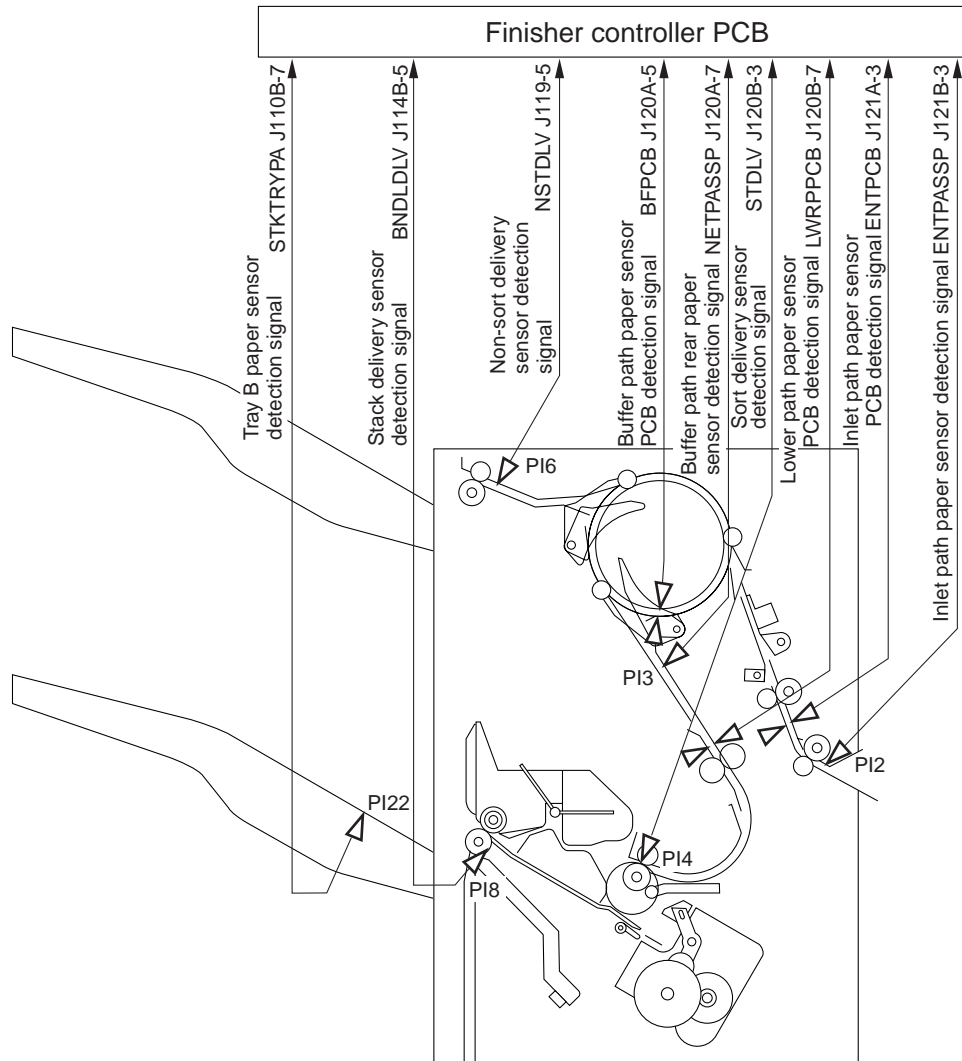 Finisher controller PCB
Tray B paper sensor
detection signal STKTRYPA J110B-7
Stack delivery sensor
detection signal BNDLDLV J114B-5
Non-sort delivery
sensor detection
signal NSTDLV J119-5
Buffer path paper sensor
PCB detection signal BFPCB J120A-5
Buffer path rear paper
sensor detection signal NETPASSP J120A-7
Sort delivery sensor
detection signal STDLV J120B-3
Lower path paper sensor
PCB detection signal LWRPPCB J120B-7
Inlet path paper sensor
PCB detection signal ENTPCB J121A-3
Inlet path paper sensor detection signal ENTPASSP J121B-3
PI6
PI3
PI2
PI22
PI4
PI8